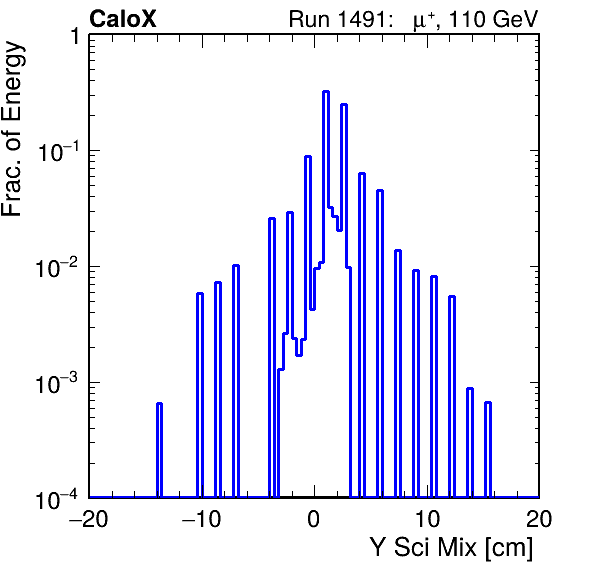 CaloX Run 1491: μ⁺, 110 GeV
Frac. of Energy
1
10⁻¹
10⁻²
10⁻³
10⁻⁴
−20 −10 0 10 20
Y Sci Mix [cm]